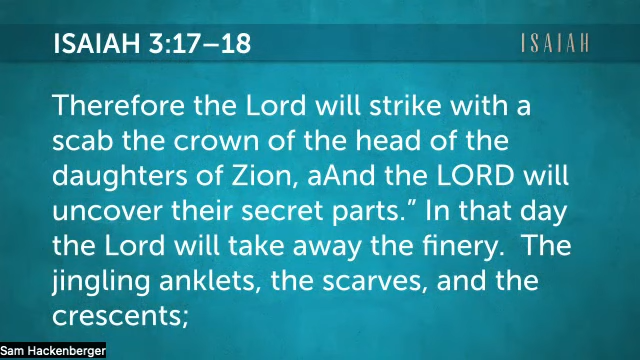 ISAIAH 3:17–18
ISAIAH
Therefore the Lord will strike with a
scab the crown of the head of the
daughters of Zion, aAnd the LORD will
uncover their secret parts.” In that day
the Lord will take away the finery.  The
jingling anklets, the scarves, and the
crescents;
Sam Hackenberger